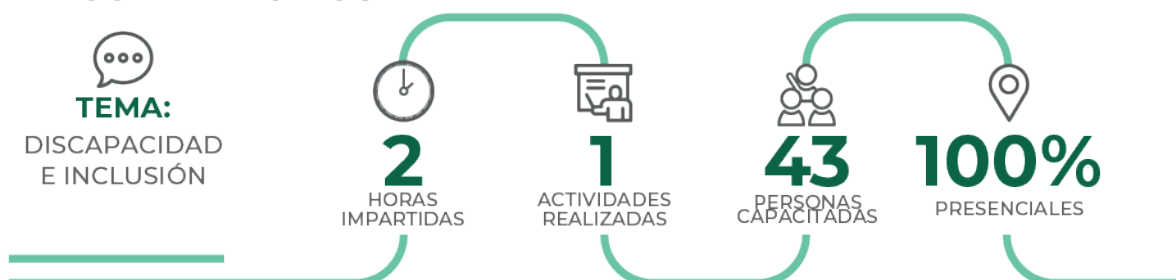 TEMA:
DISCAPACIDAD
E INCLUSIÓN
2
HORAS
IMPARTIDAS
1
ACTIVIDADES
REALIZADAS
43
PERSONAS
CAPACITADAS
100%
PRESENCIALES